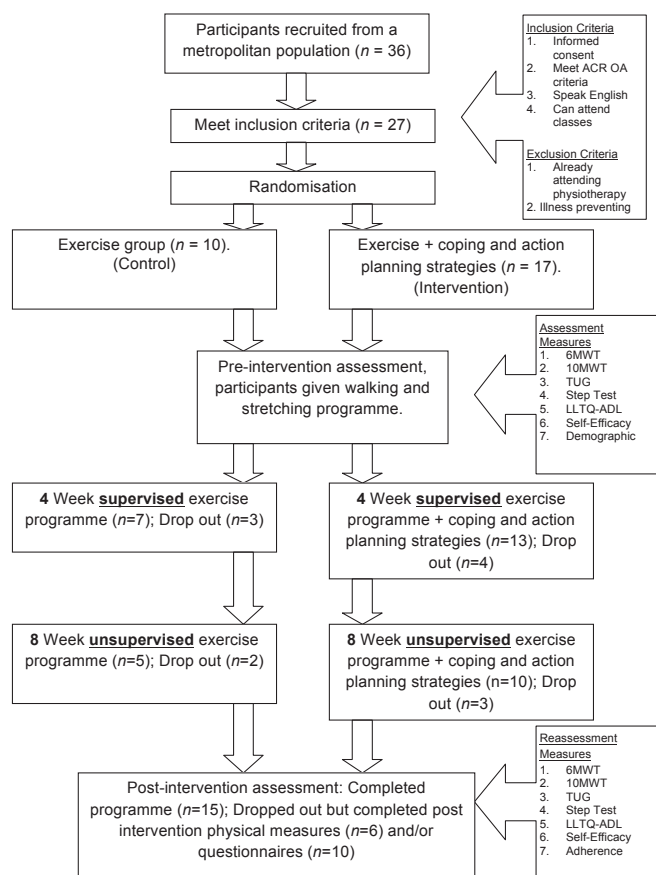 Participants recruited from a
metropolitan population (n = 36)
Inclusion Criteria
1. Informed
consent
2. Meet ACR OA
criteria
3. Speak English
4. Can attend
classes
Exclusion Criteria
1. Already
attending
physiotherapy
2. Illness preventing
Meet inclusion criteria (n = 27)
Randomisation
Exercise group (n = 10).
(Control)
Exercise + coping and action
planning strategies (n = 17).
(Intervention)
Pre-intervention assessment,
participants given walking and
stretching programme.
Assessment
Measures
1. 6MWT
2. 10MWT
3. TUG
4. Step Test
5. LLTQ-ADL
6. Self-Efficacy
7. Demographic
4 Week supervised exercise
programme (n=7); Drop out (n=3)
4 Week supervised exercise
programme + coping and action
planning strategies (n=13); Drop
out (n=4)
8 Week unsupervised exercise
programme (n=5); Drop out (n=2)
8 Week unsupervised exercise
programme + coping and action
planning strategies (n=10); Drop
out (n=3)
Post-intervention assessment: Completed
programme (n=15); Dropped out but completed post
intervention physical measures (n=6) and/or
questionnaires (n=10)
Reassessment
Measures
1. 6MWT
2. 10MWT
3. TUG
4. Step Test
5. LLTQ-ADL
6. Self-Efficacy
7. Adherence